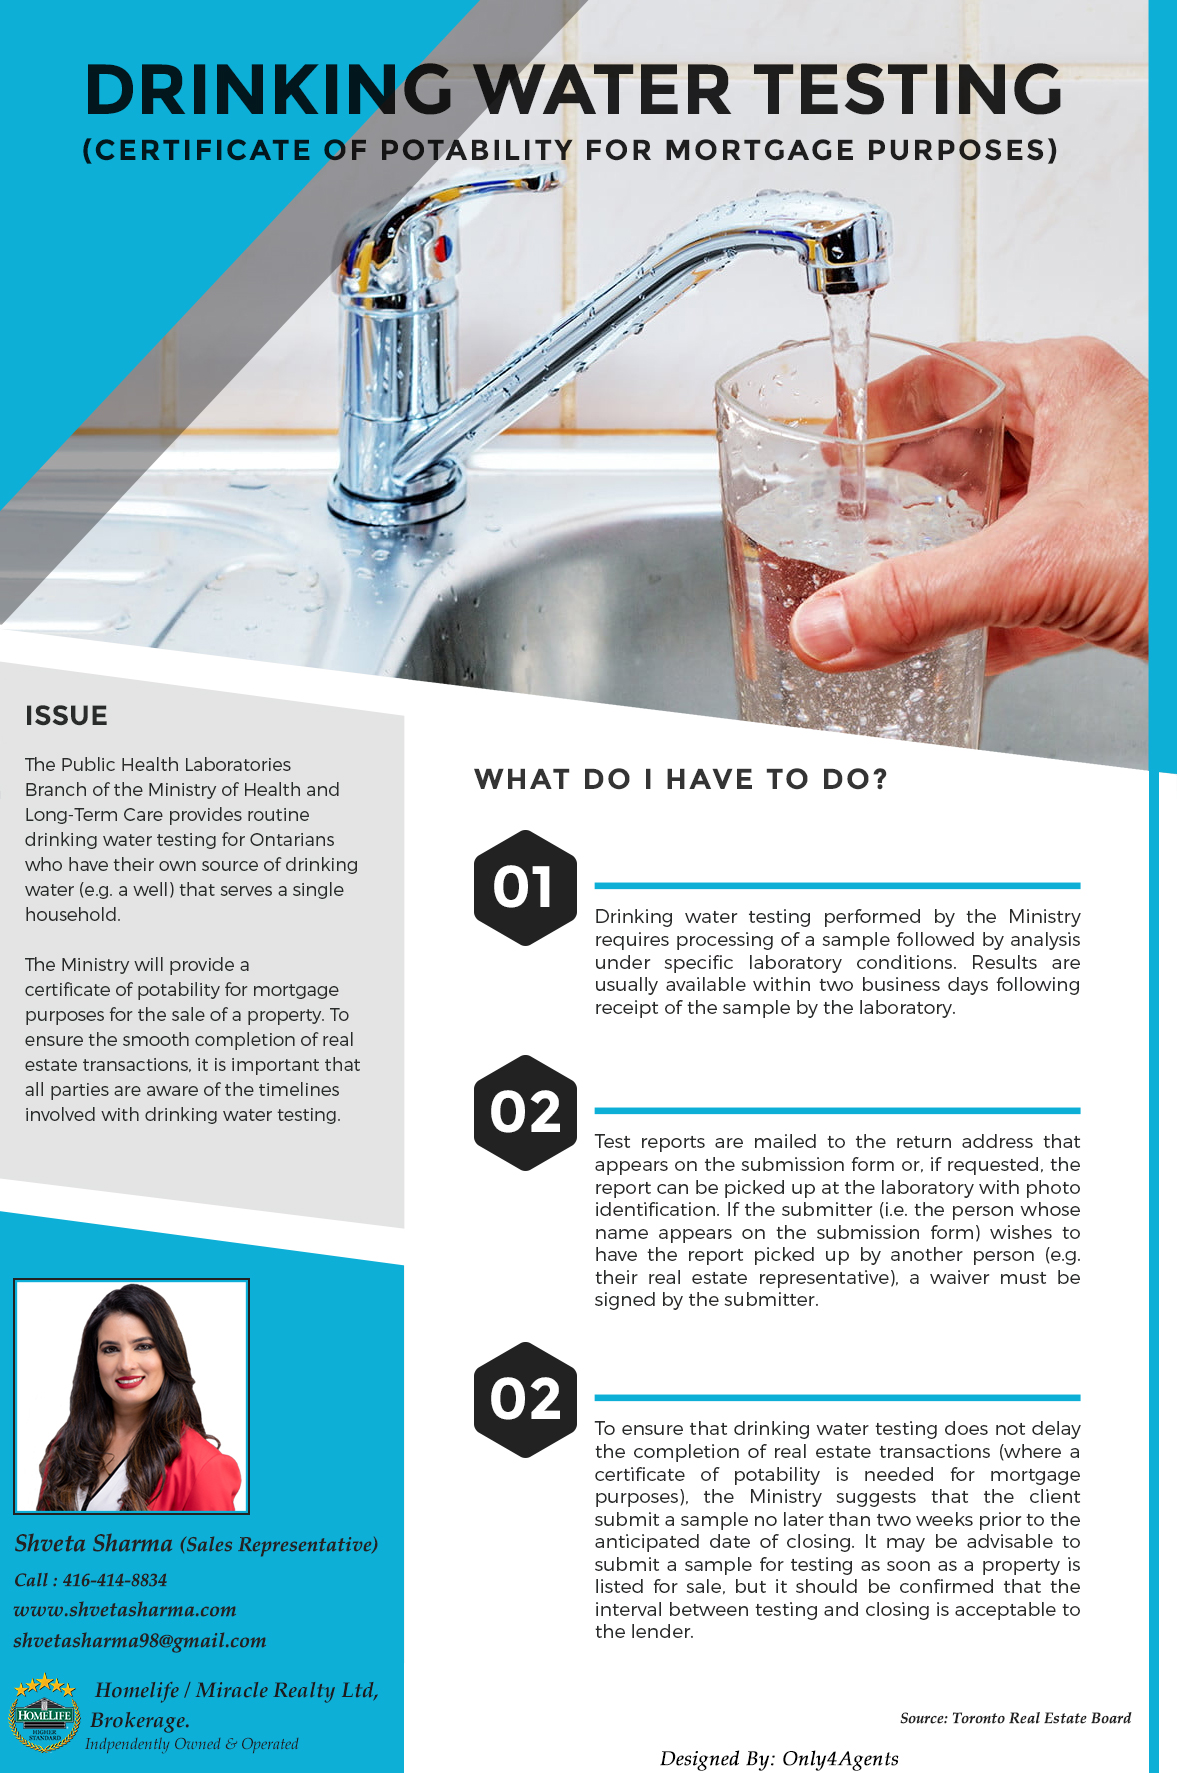 DRINKING WATER TESTING
(CERTIFICATE OF POTABILITY FOR MORTGAGE PURPOSES)
ISSUE
The Public Health Laboratories
Branch of the Ministry of Health and
Long-Term Care provides routine
drinking water testing for Ontarians
who have their own source of drinking
water (e.g. a well) that serves a single
household.
The Ministry will provide a
certificate of potability for mortgage
purposes for the sale of a property. To
ensure the smooth completion of real
estate transactions, it is important that
all parties are aware of the timelines
involved with drinking water testing.
WHAT DO I HAVE TO DO?
01
Drinking water testing performed by the Ministry
requires processing of a sample followed by analysis
under specific laboratory conditions. Results are
usually available within two business days following
receipt of the sample by the laboratory.
02
Test reports are mailed to the return address that
appears on the submission form or, if requested, the
report can be picked up at the laboratory with photo
identification. If the submitter (i.e. the person whose
name appears on the submission form) wishes to
have the report picked up by another person (e.g.
their real estate representative), a waiver must be
signed by the submitter.
02
To ensure that drinking water testing does not delay
the completion of real estate transactions (where a
certificate of potability is needed for mortgage
purposes), the Ministry suggests that the client
submit a sample no later than two weeks prior to the
anticipated date of closing. It may be advisable to
submit a sample for testing as soon as a property is
listed for sale, but it should be confirmed that the
interval between testing and closing is acceptable to
the lender.
Shveta Sharma (Sales Representative)
Call : 416-414-8834
www.shvetasharma.com
shvetasharma98@gmail.com
HOMELIFE
HIGHER
STANDARDS
Homelife / Miracle Realty Ltd,
Brokerage.
Indpendently Owned & Operated
Source: Toronto Real Estate Board
Designed By: Only4Agents